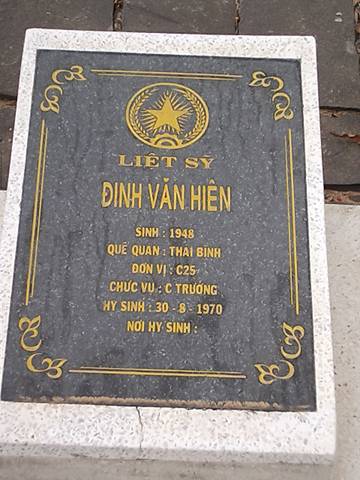 LIỆT SỸ
ĐINH VĂN HIÊN
SINH : 1948
QUÊ QUÁN : THÁI BÌNH
ĐƠN VỊ : C25
CHỨC VỤ : C TRƯỞNG
HY SINH : 30 - 8 - 1970
NƠI HY SINH :